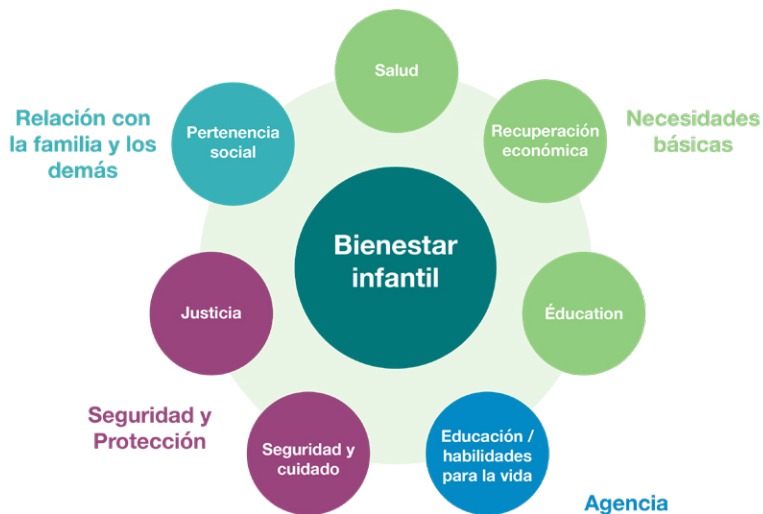 Salud
Relación con
la familia y los
demás
Pertenencia
social
Recuperación
económica
Necesidades
básicas
Bienestar
infantil
Justicia
Éducation
Seguridad y
Protección
Seguridad y
cuidado
Educación /
habilidades
para la vida
Agencia